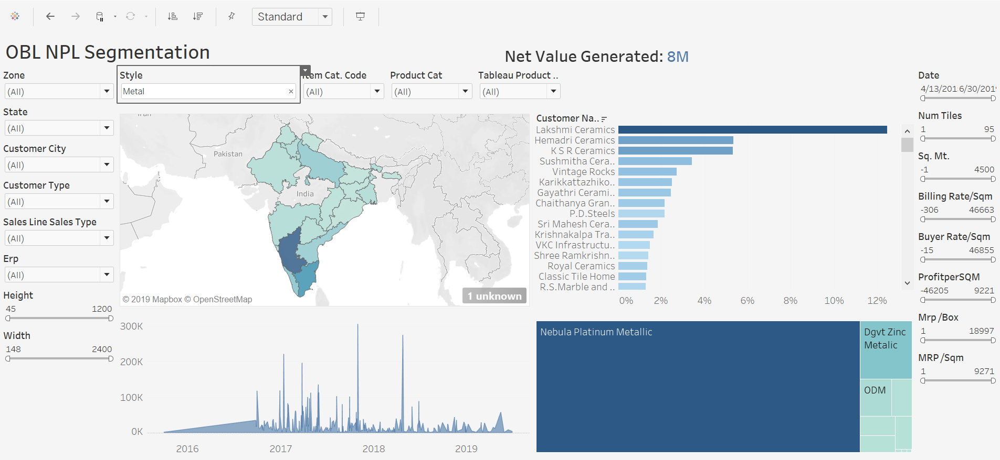 Standard
OBL NPL Segmentation
Net Value Generated: 8M
Zone
(All)
Style
Metal
Item Cat. Code
(All)
Product Cat
(All)
Tableau Product ..
(All)
State
(All)
Customer City
(All)
Customer Type
(All)
Sales Line Sales Type
(All)
Erp
(All)
Height
45 1200
Width
148 2400
Iran
Pakistan
India
© 2019 Mapbox © OpenStreetMap
1 unknown
Customer Na..
Lakshmi Ceramics
Hemadri Ceramics
K S R Ceramics
Sushmitha Cera..
Vintage Rocks
Karikkattazhiko..
Gayathri Cerami..
Chaithanya Gran..
P.D.Steels
Sri Mahesh Cera..
Krishnakalpa Tra..
VKC Infrastructu..
Shree Ramkrishn..
Royal Ceramics
Classic Tile Home
R.S.Marble and ..
0% 2% 4% 6% 8% 10% 12%
300K
200K
100K
0K
2016 2017 2018 2019
Nebula Platinum Metallic
Dgvt Zinc
Metalic
ODM
Date
4/13/201 6/30/2019
Num Tiles
1 95
Sq. Mt.
-1 4500
Billing Rate/Sqm
-306 46663
Buyer Rate/Sqm
-15 46855
ProfitperSQM
-46205 9221
Mrp /Box
1 18997
MRP /Sqm
1 9271